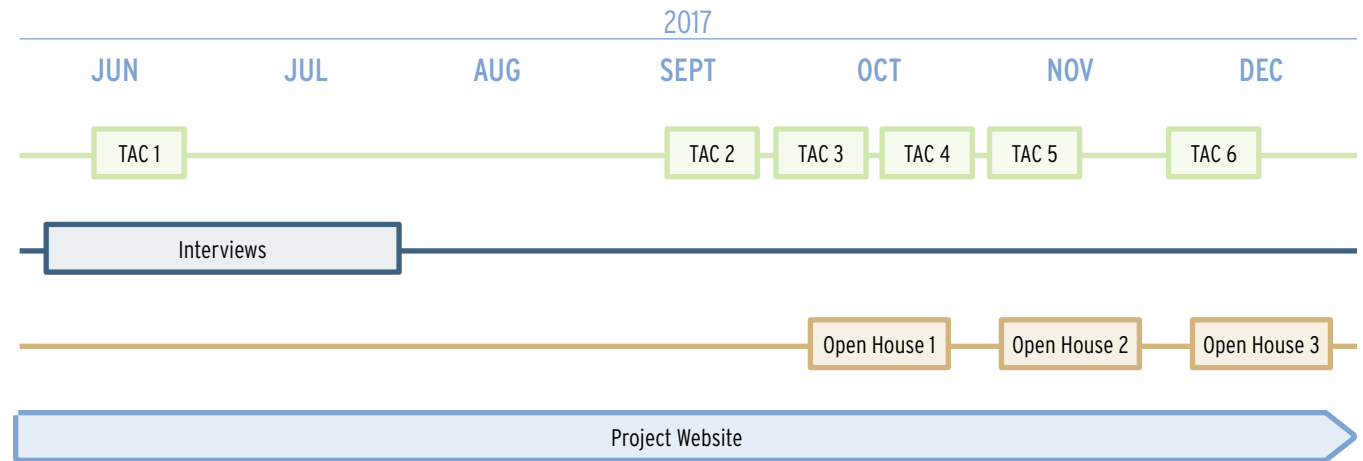 2017
JUN JUL AUG SEPT OCT NOV DEC
TAC 1 TAC 2 TAC 3 TAC 4 TAC 5 TAC 6
Interviews
Open House 1 Open House 2 Open House 3
Project Website